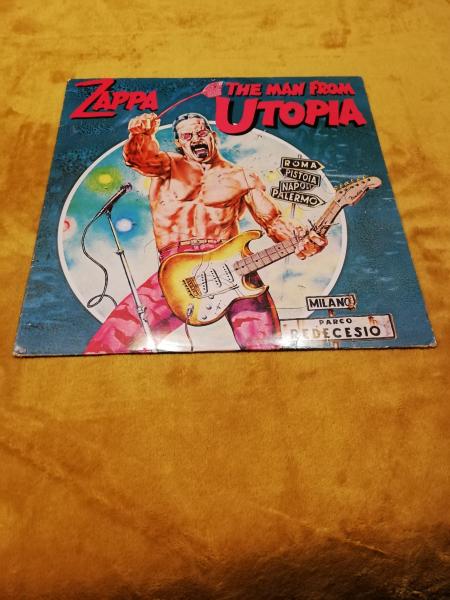 ZAPPA
THE MAN FROM
UTOPIA
ROMA
PISTOIA
NAPOLI
PALERMO
MILANO
PARCO
REDECESIO